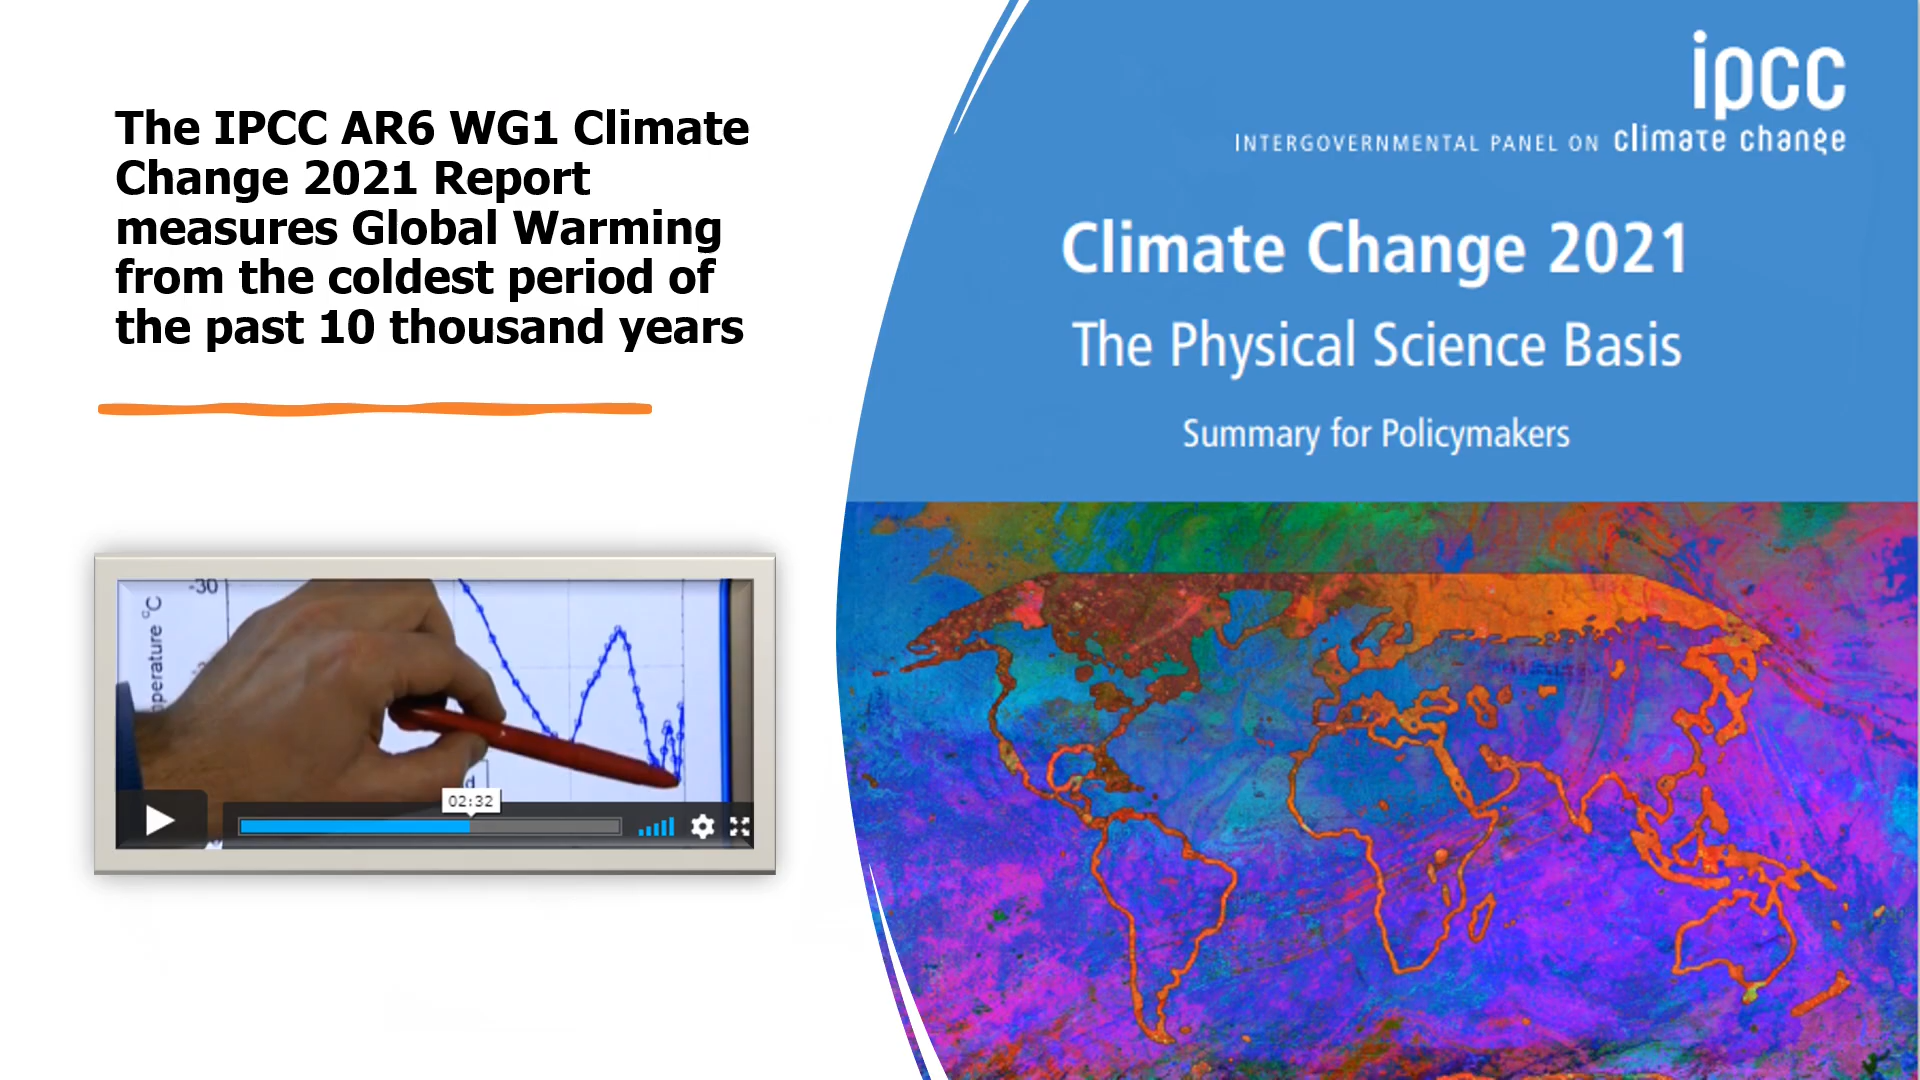 The IPCC AR6 WG1 Climate
Change 2021 Report
measures Global Warming
from the coldest period of
the past 10 thousand years
-30
°C
d
02:32
ipcc
INTERGOVERNMENTAL PANEL ON climate change
Climate Change 2021
The Physical Science Basis
Summary for Policymakers